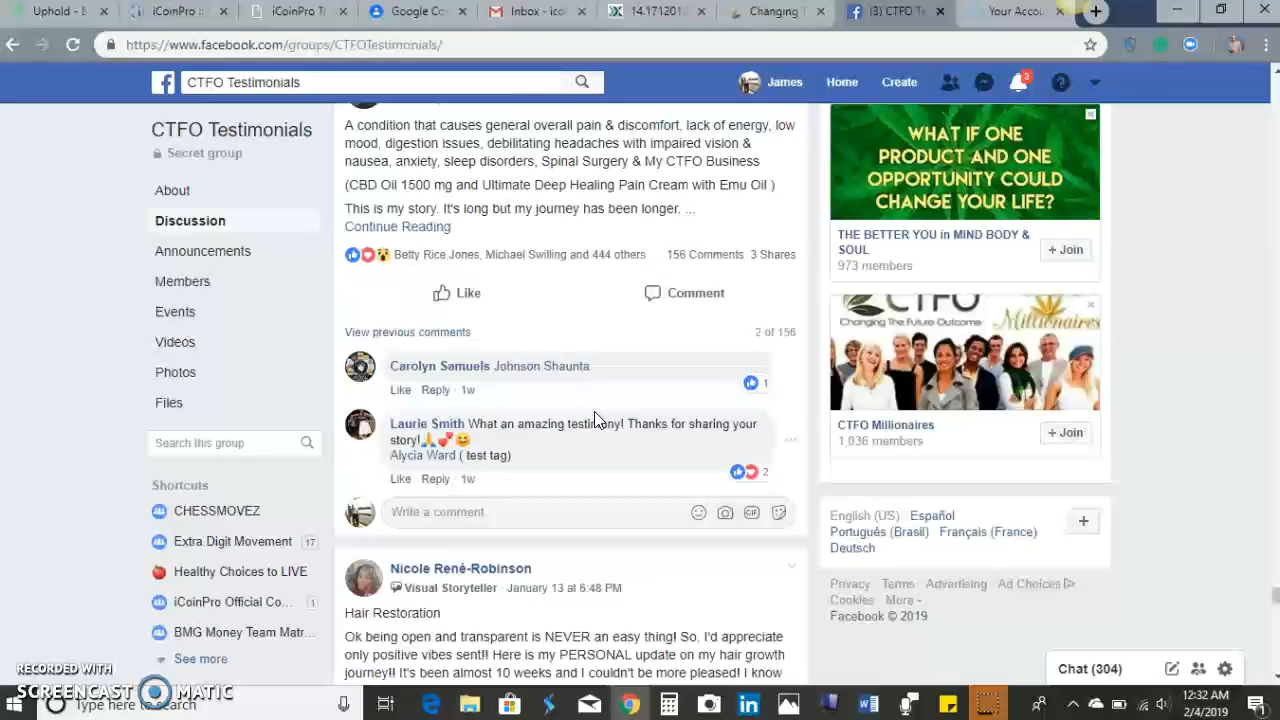 Uphold - E
iCoinPro :
iCoinPro T
Google Co
Inbox - ico
14.171201
Changing T
(3) CTFO Te
Your Accou
https://www.facebook.com/groups/CTFOTestimonials/
CTFO Testimonials
James
Home
Create
3
CTFO Testimonials
Secret group
About
Discussion
Announcements
Members
Events
Videos
Photos
Files
Search this group
Shortcuts
CHESSMOVEZ
Extra Digit Movement 17
Healthy Choices to LIVE
iCoinPro Official Co... 1
BMG Money Team Matr...
See more
A condition that causes general overall pain & discomfort, lack of energy, low
mood, digestion issues, debilitating headaches with impaired vision &
nausea, anxiety, sleep disorders, Spinal Surgery & My CTFO Business
(CBD Oil 1500 mg and Ultimate Deep Healing Pain Cream with Emu Oil )
This is my story. It's long but my journey has been longer. ...
Continue Reading
Betty Rice Jones, Michael Swilling and 444 others 156 Comments 3 Shares
Like
Comment
View previous comments 2 of 156
Carolyn Samuels Johnson Shaunta
1
Like Reply · 1w
Laurie Smith What an amazing testimony! Thanks for sharing your
story!🙏💕😊
Alycia Ward ( test tag)
2
Like Reply · 1w
Write a comment
GIF
Nicole René-Robinson
Visual Storyteller January 13 at 6:48 PM
Hair Restoration
Ok being open and transparent is NEVER an easy thing! So, I'd appreciate
only positive vibes sent!! Here is my PERSONAL update on my hair growth
journey!! It's been almost 10 weeks and I couldn't be more pleased! I know
WHAT IF ONE
PRODUCT AND ONE
OPPORTUNITY COULD
CHANGE YOUR LIFE?
THE BETTER YOU in MIND BODY &
SOUL
973 members
+ Join
CTFO
Changing The Future Outcome
Millionaires
CTFO Millionaires
1,036 members
+ Join
English (US) Español
Português (Brasil) Français (France)
Deutsch
Privacy Terms Advertising Ad Choices
Cookies More
Facebook © 2019
Chat (304)
RECORDED WITH
SCREENCAST MATIC
Type here to search
12:32 AM
2/4/2019
1